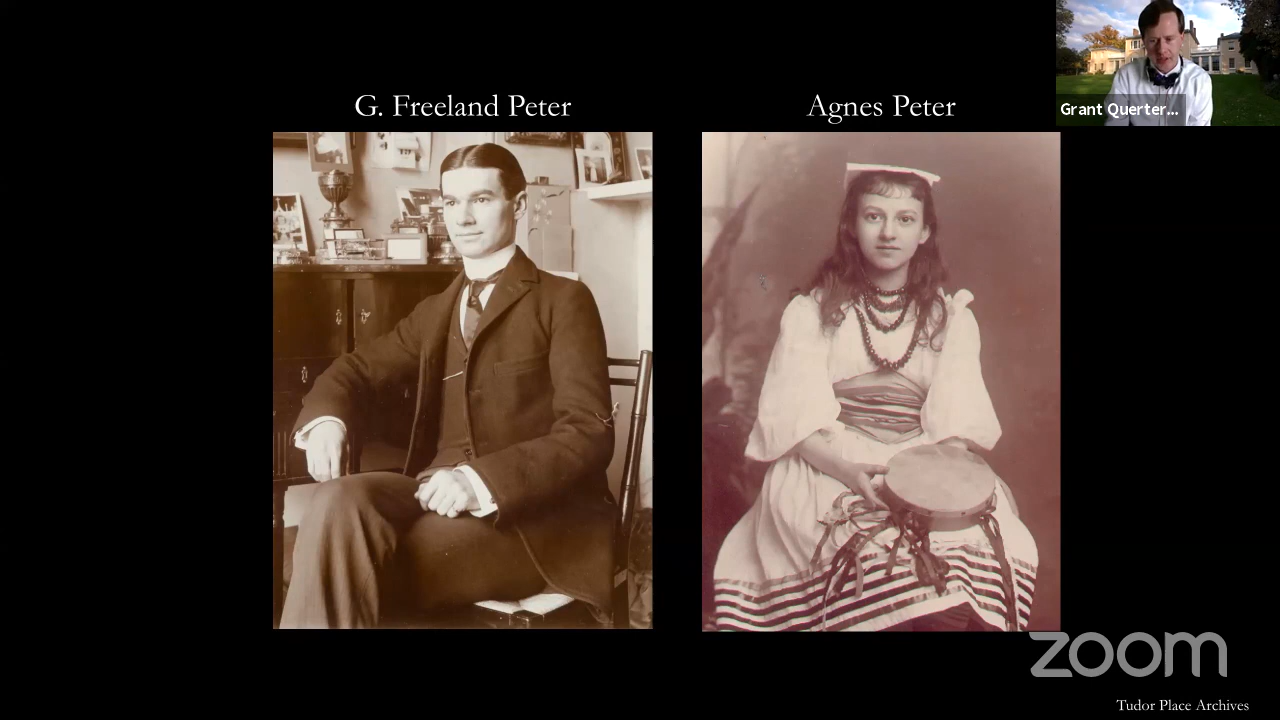 G. Freeland Peter
Agnes Peter
Grant Querter...
zoom
Tudor Place Archives